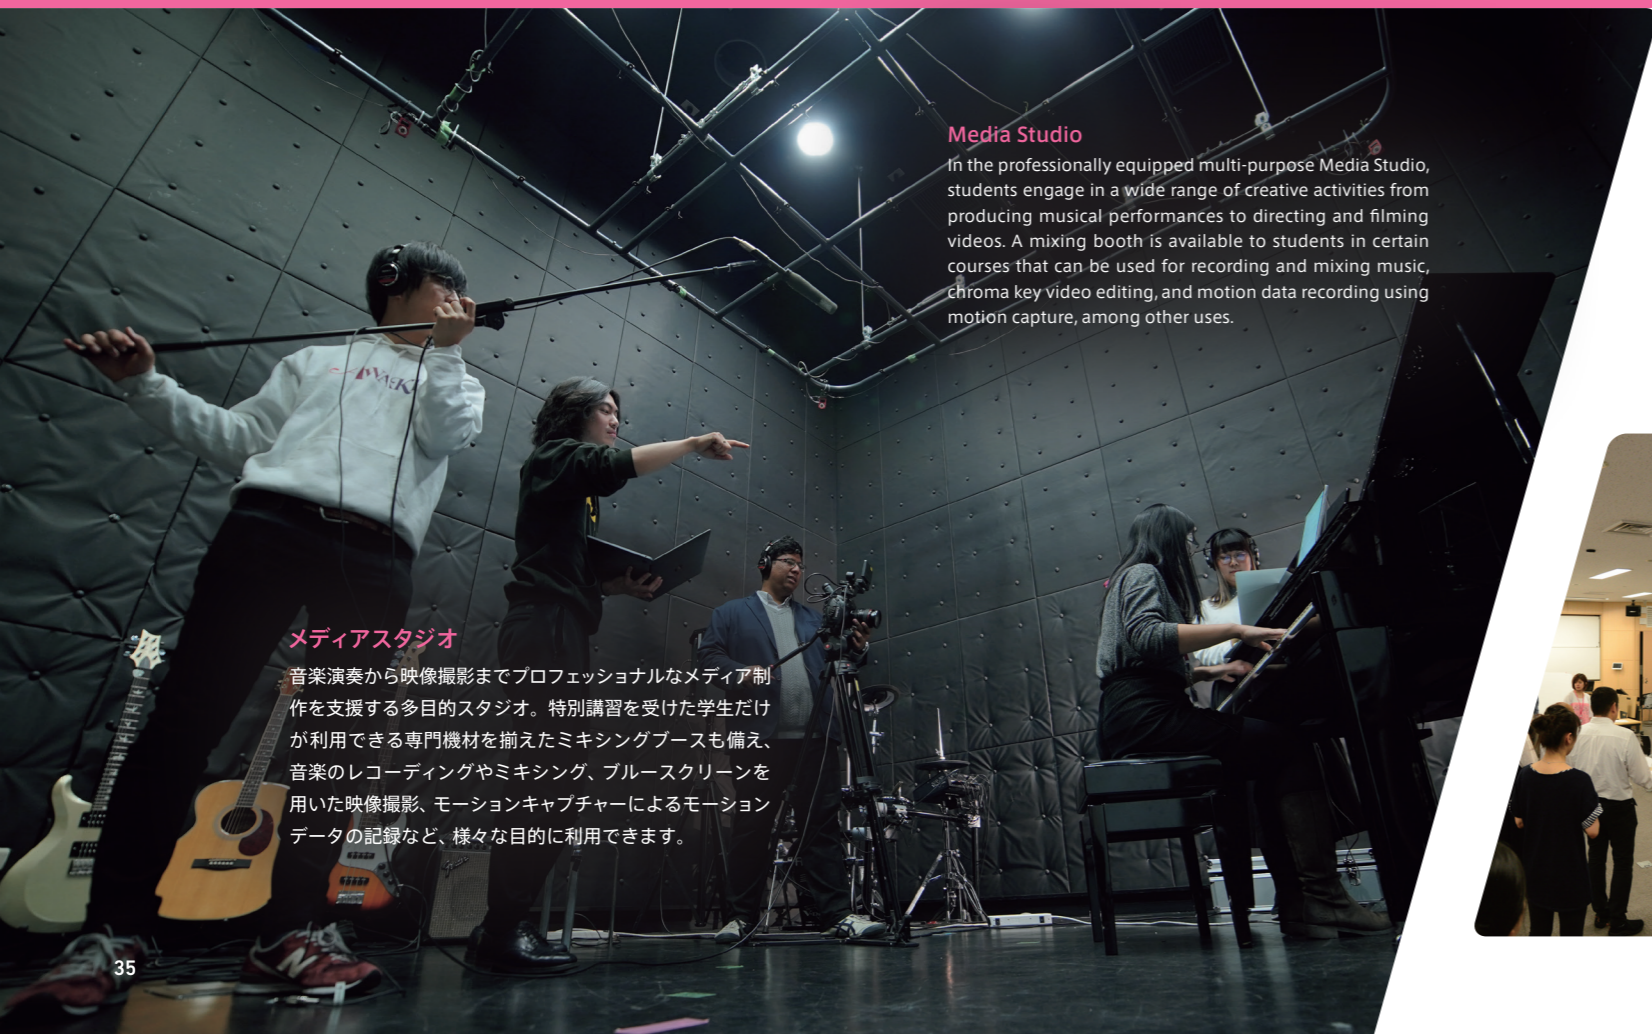 Media Studio
In the professionally equipped multi-purpose Media Studio,
students engage in a wide range of creative activities from
producing musical performances to directing and filming
videos. A mixing booth is available to students in certain
courses that can be used for recording and mixing music,
chroma key video editing, and motion data recording using
motion capture, among other uses.
メディアスタジオ
音楽演奏から映像撮影までプロフェッショナルなメディア制
作を支援する多目的スタジオ。特別講習を受けた学生だけ
が利用できる専門機材を揃えたミキシングブースも備え、
音楽のレコーディングやミキシング、ブルースクリーンを
用いた映像撮影、モーションキャプチャーによるモーション
データの記録など、様々な目的に利用できます。
35